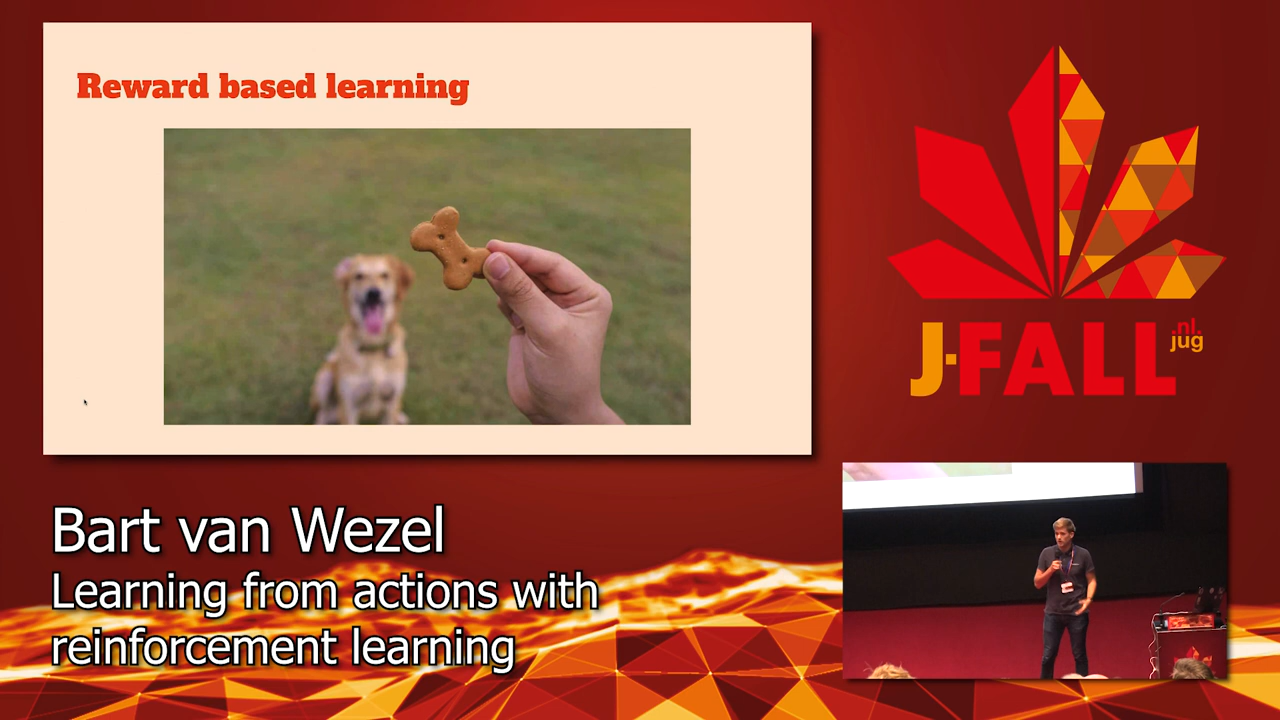 Reward based learning
J-FALL
.nl.
jug
Bart van Wezel
Learning from actions with
reinforcement learning